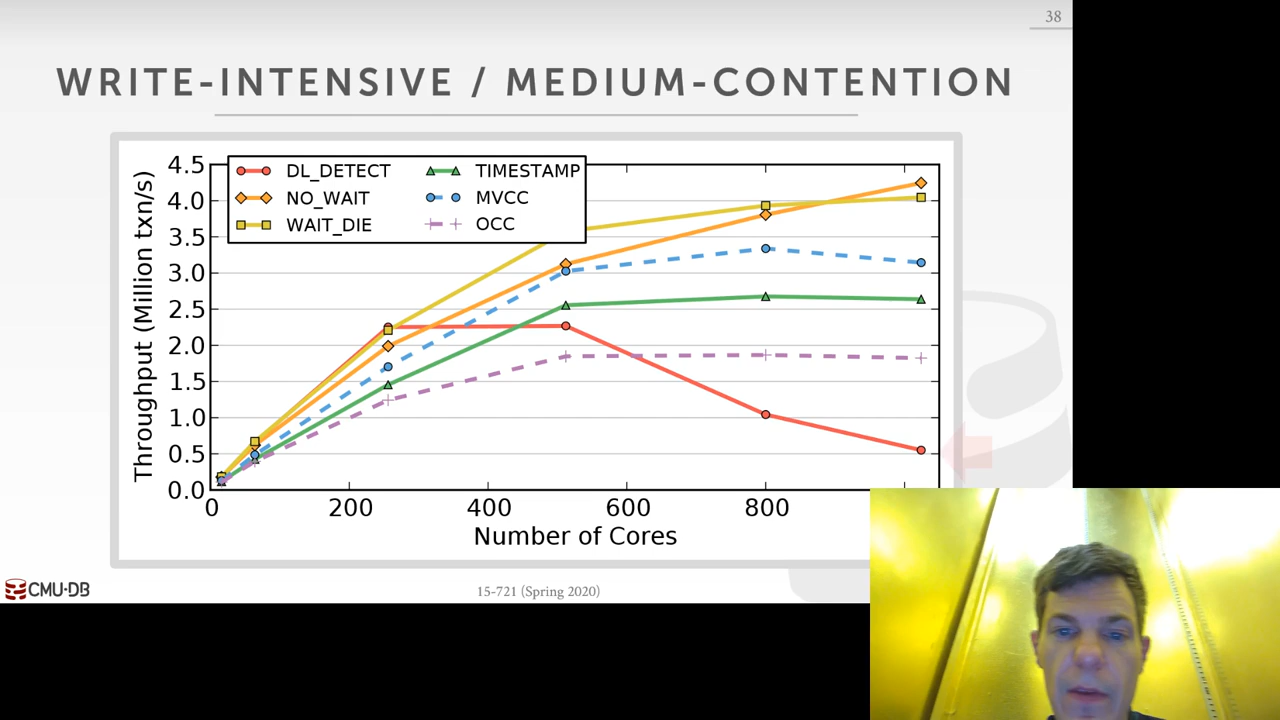 38
WRITE-INTENSIVE / MEDIUM-CONTENTION
Throughput (Million txn/s)
4.5
4.0
3.5
3.0
2.5
2.0
1.5
1.0
0.5
0.0
DL_DETECT
NO_WAIT
WAIT_DIE
TIMESTAMP
MVCC
OCC
0 200 400 600 800
Number of Cores
CMU·DB
15-721 (Spring 2020)